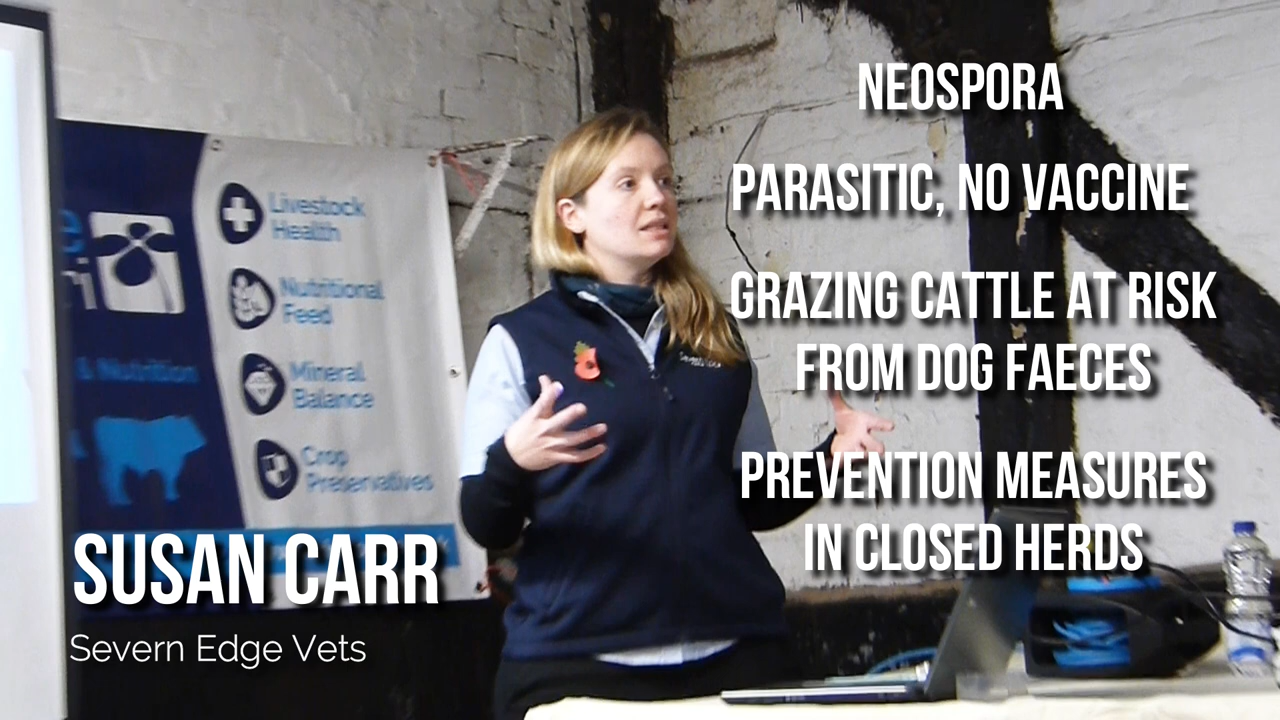 NEOSPORA
PARASITIC, NO VACCINE
GRAZING CATTLE AT RISK
FROM DOG FAECES
PREVENTION MEASURES
IN CLOSED HERDS
Livestock
Health
Nutritional
Feed
Mineral
Balance
Crop
Preservatives
& Nutrition
SUSAN CARR
Severn Edge Vets